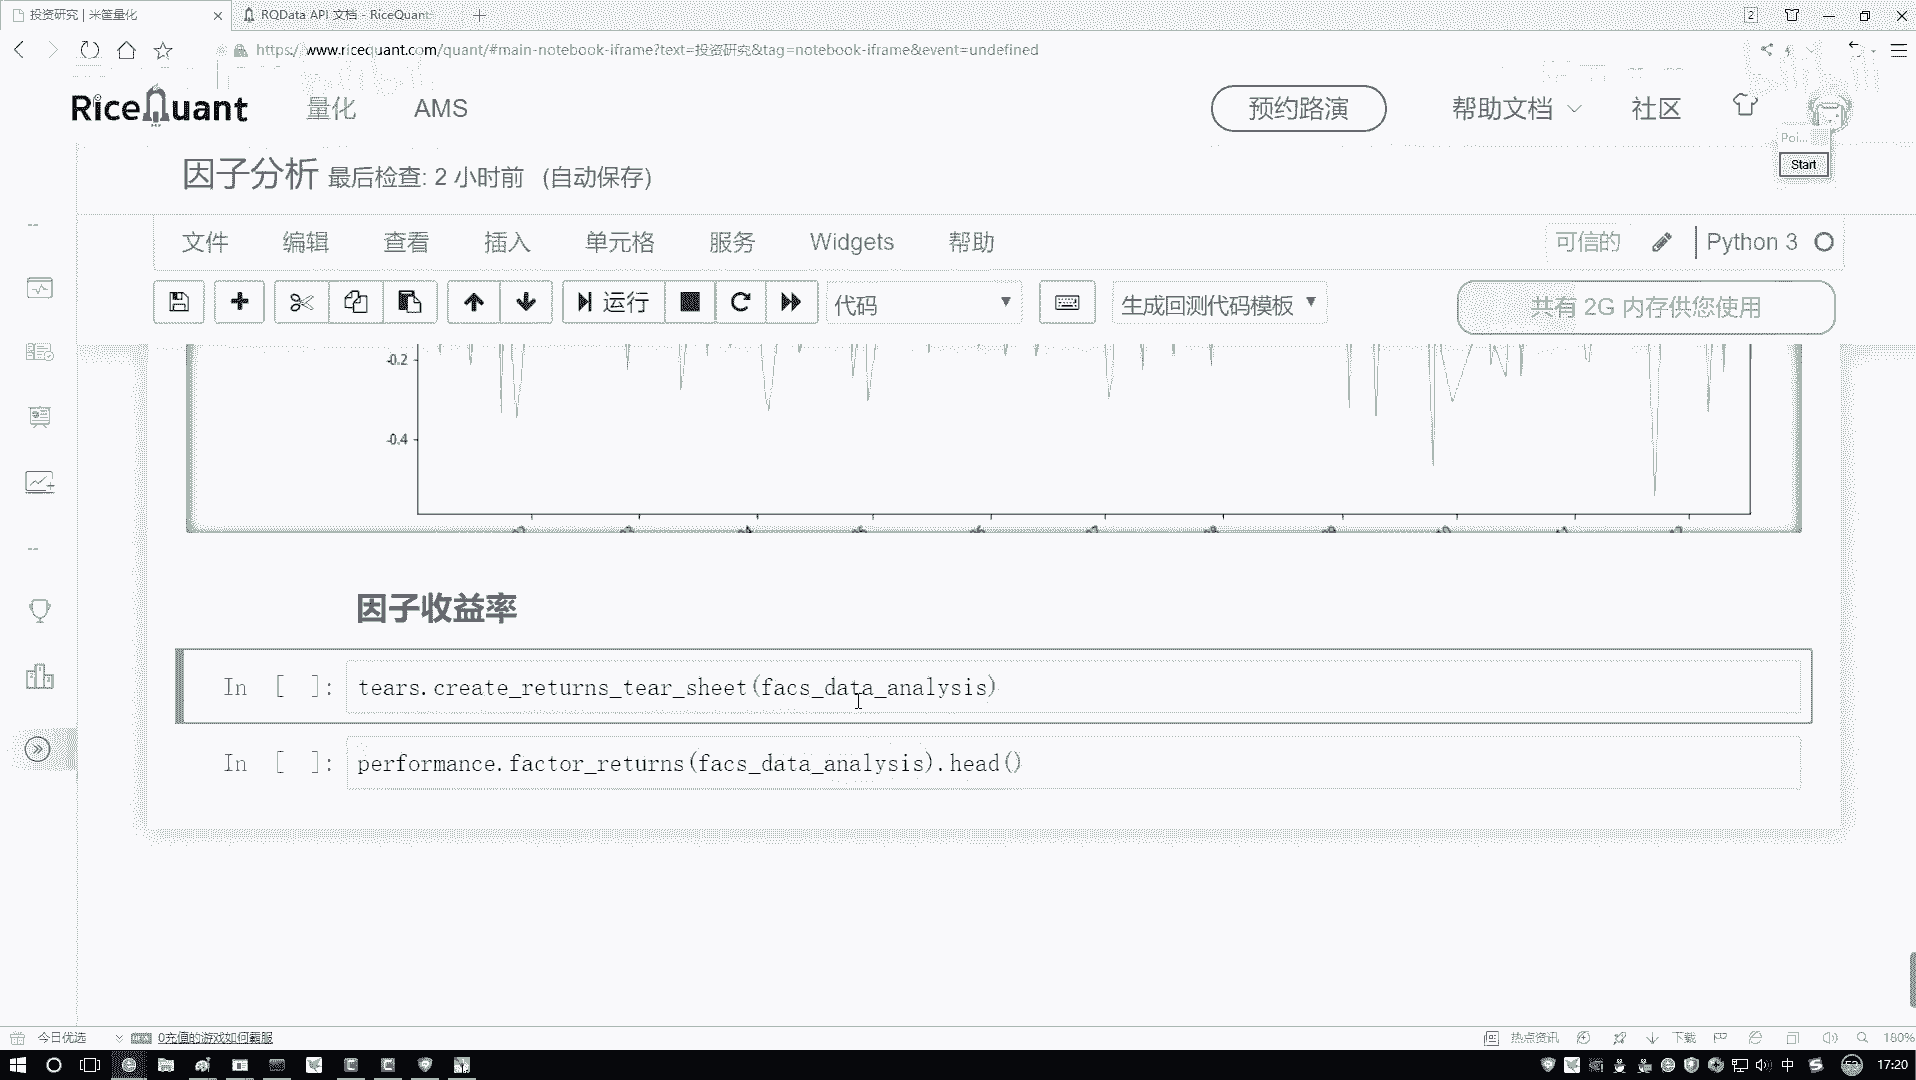 投资研究 | 米筐量化
RQData API 文档 - RiceQuant
2
https://www.ricequant.com/quant/#main-notebook-iframe?text=投资研究&tag=notebook-iframe&event=undefined
RiceQuant 量化 AMS 预约路演 帮助文档 社区
Poi...
Start
因子分析 最后检查: 2 小时前 (自动保存)
文件 编辑 查看 插入 单元格 服务 Widgets 帮助 可信的 Python 3
运行 代码 生成回测代码模板 共有 2G 内存供您使用
-0.2
-0.4
因子收益率
In [ ]: tears.create_returns_tear_sheet(facs_data_analysis)
In [ ]: performance.factor_returns(facs_data_analysis).head()
今日优选 0充值的游戏如何霸服 热点资讯 下载 180%
中 17:20